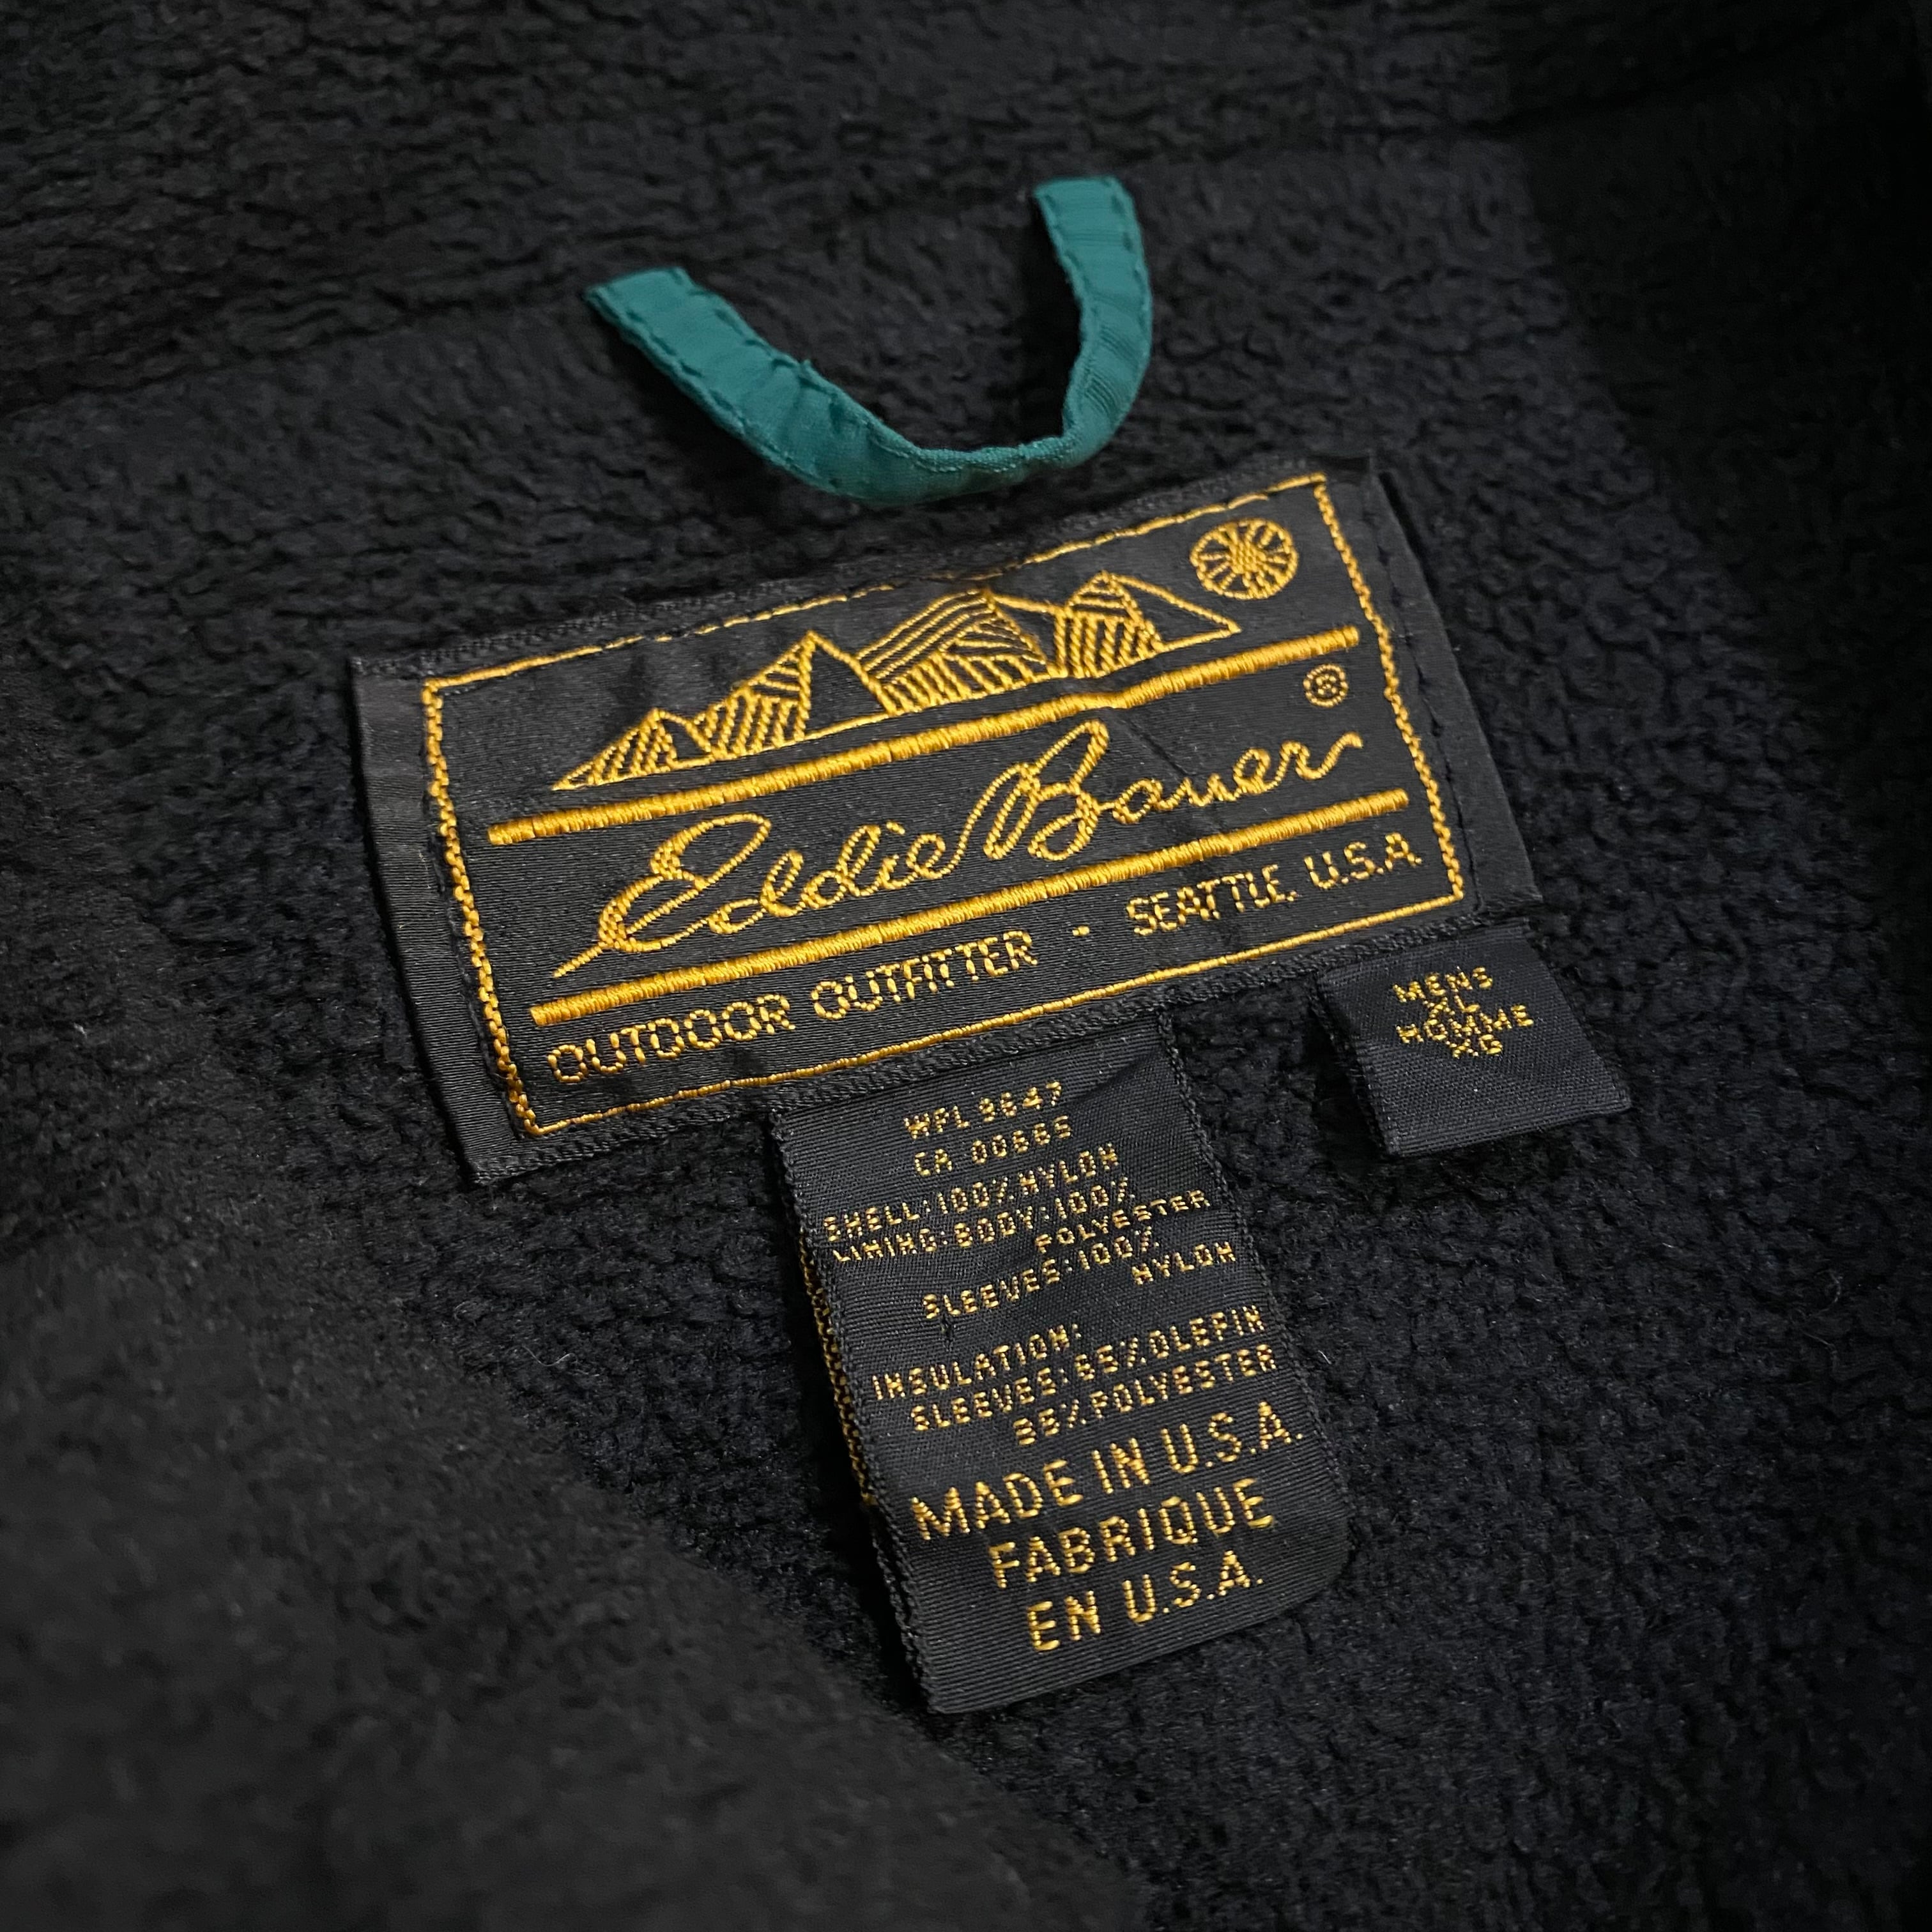 ®
Eddie Bauer
OUTDOOR OUTFITTER - SEATTLE, U.S.A
MENS
XL
HOMME
XG
WPL 9647
CA 00665
SHELL:100% NYLON
LINING:BODY:100%
POLYESTER
SLEEVES:100%
NYLON
INSULATION:
SLEEVES:65%OLEFIN
35%POLYESTER
MADE IN U.S.A.
FABRIQUE
EN U.S.A.